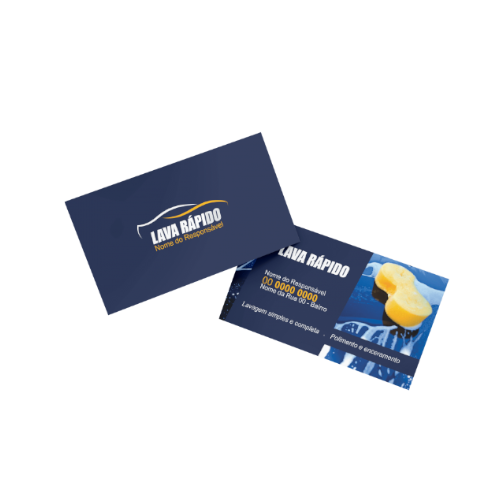 LAVA RÁPIDO
Nome do Responsável
LAVA RÁPIDO
Nome do Responsável
00 0000 0000
Nome da Rua 00 - Bairro
Lavagem simples e completa
Polimento e enceramento